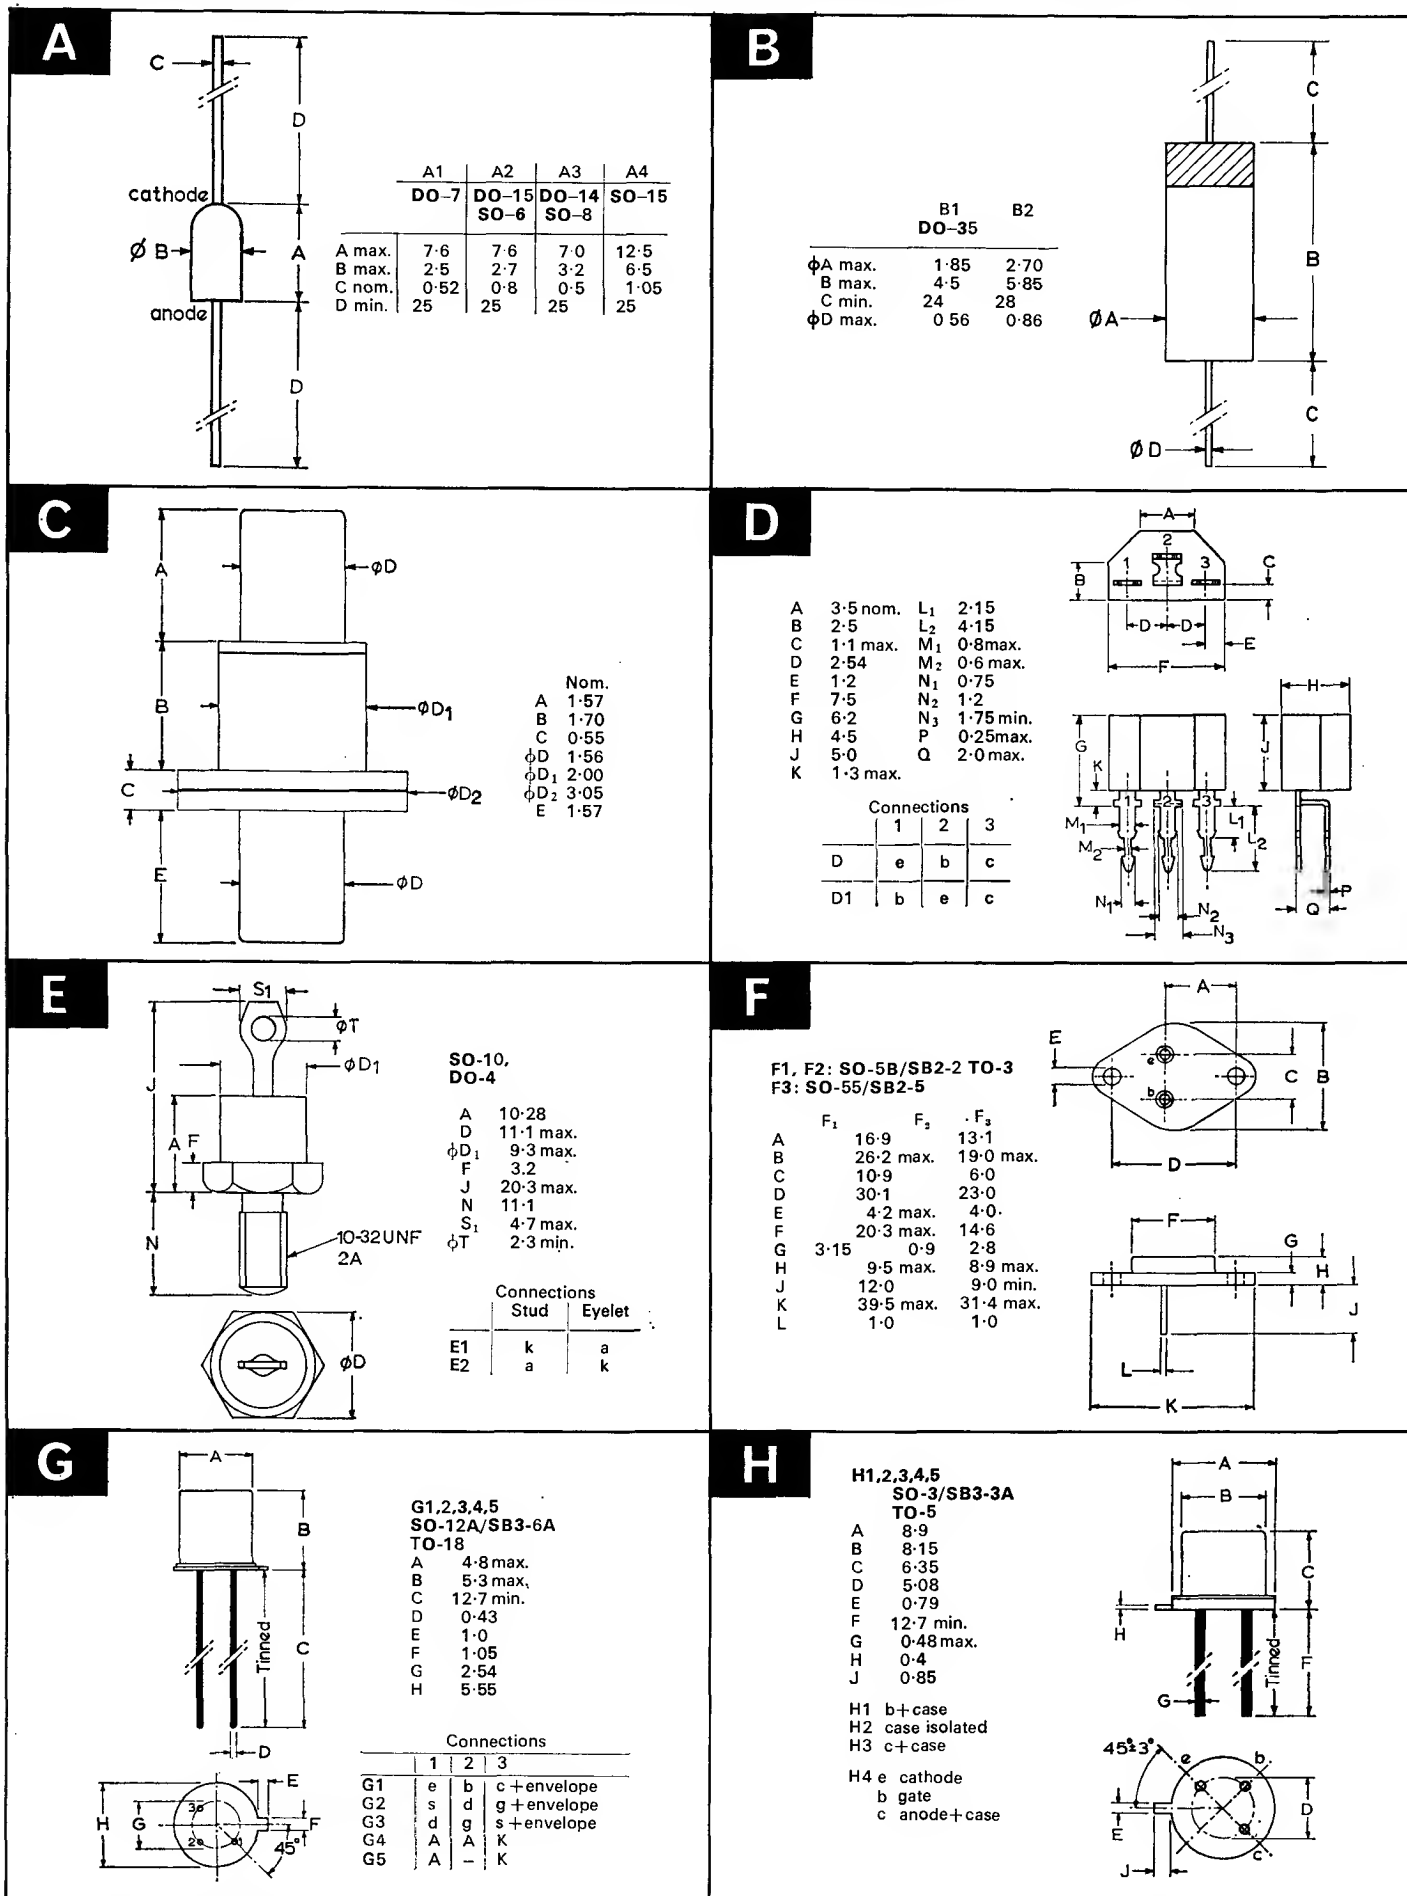 A
C
D
cathode
Ø B
A
anode
D
A1 A2 A3 A4
DO–7 DO–15 DO–14 SO–15
SO–6 SO–8
A max. 7·6 7·6 7·0 12·5
B max. 2·5 2·7 3·2 6·5
C nom. 0·52 0·8 0·5 1·05
D min. 25 25 25 25
B
B1 B2
DO–35
ϕA max. 1·85 2·70
B max. 4·5 5·85
C min. 24 28
ϕD max. 0 56 0·86
C
B
ØA
C
ØD
C
A
ϕD
B
ϕD1
C
ϕD2
E
ϕD
Nom.
A 1·57
B 1·70
C 0·55
ϕD 1·56
ϕD1 2·00
ϕD2 3·05
E 1·57
D
A 3·5 nom. L1 2·15
B 2·5 L2 4·15
C 1·1 max. M1 0·8max.
D 2·54 M2 0·6 max.
E 1·2 N1 0·75
F 7·5 N2 1·2
G 6·2 N3 1·75 min.
H 4·5 P 0·25max.
J 5·0 Q 2·0 max.
K 1·3 max.
Connections
1 2 3
D e b c
D1 b e c
A
2
1 3
B
C
D D
E
F
H
G
K
J
1 2 3
M1
L1
L2
M2
N1
N2
N3
P
Q
E
S1
ϕT
ϕD1
J
A
F
N
10-32UNF
2A
ϕD
SO-10,
DO-4
A 10·28
D 11·1 max.
ϕD1 9·3 max.
F 3.2
J 20·3 max.
N 11·1
S1 4·7 max.
ϕT 2·3 min.
Connections
Stud Eyelet
E1 k a
E2 a k
F
F1, F2: SO-5B/SB2-2 TO-3
F3: SO-55/SB2-5
F1 F2 F3
A 16·9 13·1
B 26·2 max. 19·0 max.
C 10·9 6·0
D 30·1 23·0
E 4·2 max. 4·0
F 20·3 max. 14·6
G 3·15 0·9 2·8
H 9·5 max. 8·9 max.
J 12·0 9·0 min.
K 39·5 max. 31·4 max.
L 1·0 1·0
A
E
e
b
C
B
D
F
G
H
J
L
K
G
A
B
C
Tinned
D
E
H
G
3
2
1
F
45°
G1,2,3,4,5
SO-12A/SB3-6A
TO-18
A 4·8 max.
B 5·3 max.
C 12·7 min.
D 0·43
E 1·0
F 1·05
G 2·54
H 5·55
Connections
1 2 3
G1 e b c+envelope
G2 s d g+envelope
G3 d g s+envelope
G4 A A K
G5 A – K
H
H1,2,3,4,5
SO-3/SB3-3A
TO-5
A 8·9
B 8·15
C 6·35
D 5·08
E 0·79
F 12·7 min.
G 0·48max.
H 0·4
J 0·85
H1 b+case
H2 case isolated
H3 c+case
H4 e cathode
b gate
c anode+case
A
B
C
H
Tinned
F
G
45°±3°
e
b
D
E
J
c